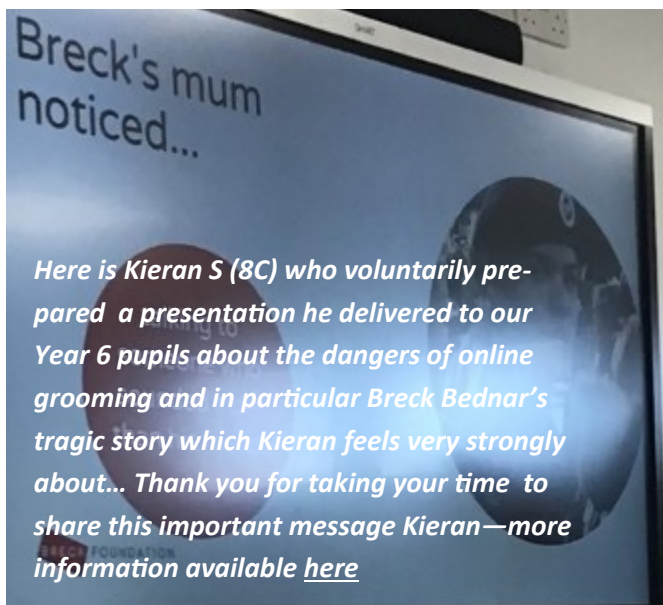 SMART
Breck's mum
noticed...
Here is Kieran S (8C) who voluntarily pre-
pared a presentation he delivered to our
Year 6 pupils about the dangers of online
grooming and in particular Breck Bednar’s
tragic story which Kieran feels very strongly
about… Thank you for taking your time to
share this important message Kieran—more
information available here
BRECK FOUNDATION